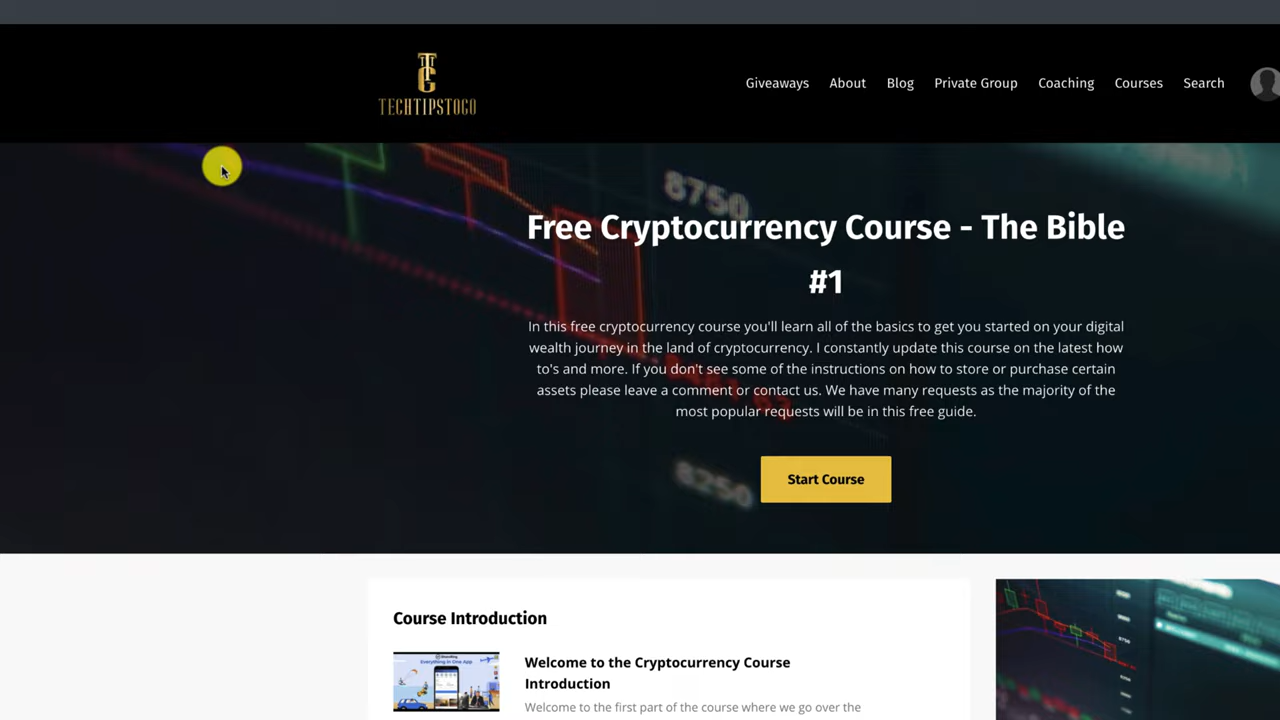 TECHTIPSTOGO
Giveaways About Blog Private Group Coaching Courses Search
8750
Free Cryptocurrency Course - The Bible
#1
In this free cryptocurrency course you'll learn all of the basics to get you started on your digital
wealth journey in the land of cryptocurrency. I constantly update this course on the latest how
to's and more. If you don't see some of the instructions on how to store or purchase certain
assets please leave a comment or contact us. We have many requests as the majority of the
most popular requests will be in this free guide.
8250
Start Course
Course Introduction
Everything In One App
Welcome to the Cryptocurrency Course
Introduction
Welcome to the first part of the course where we go over the